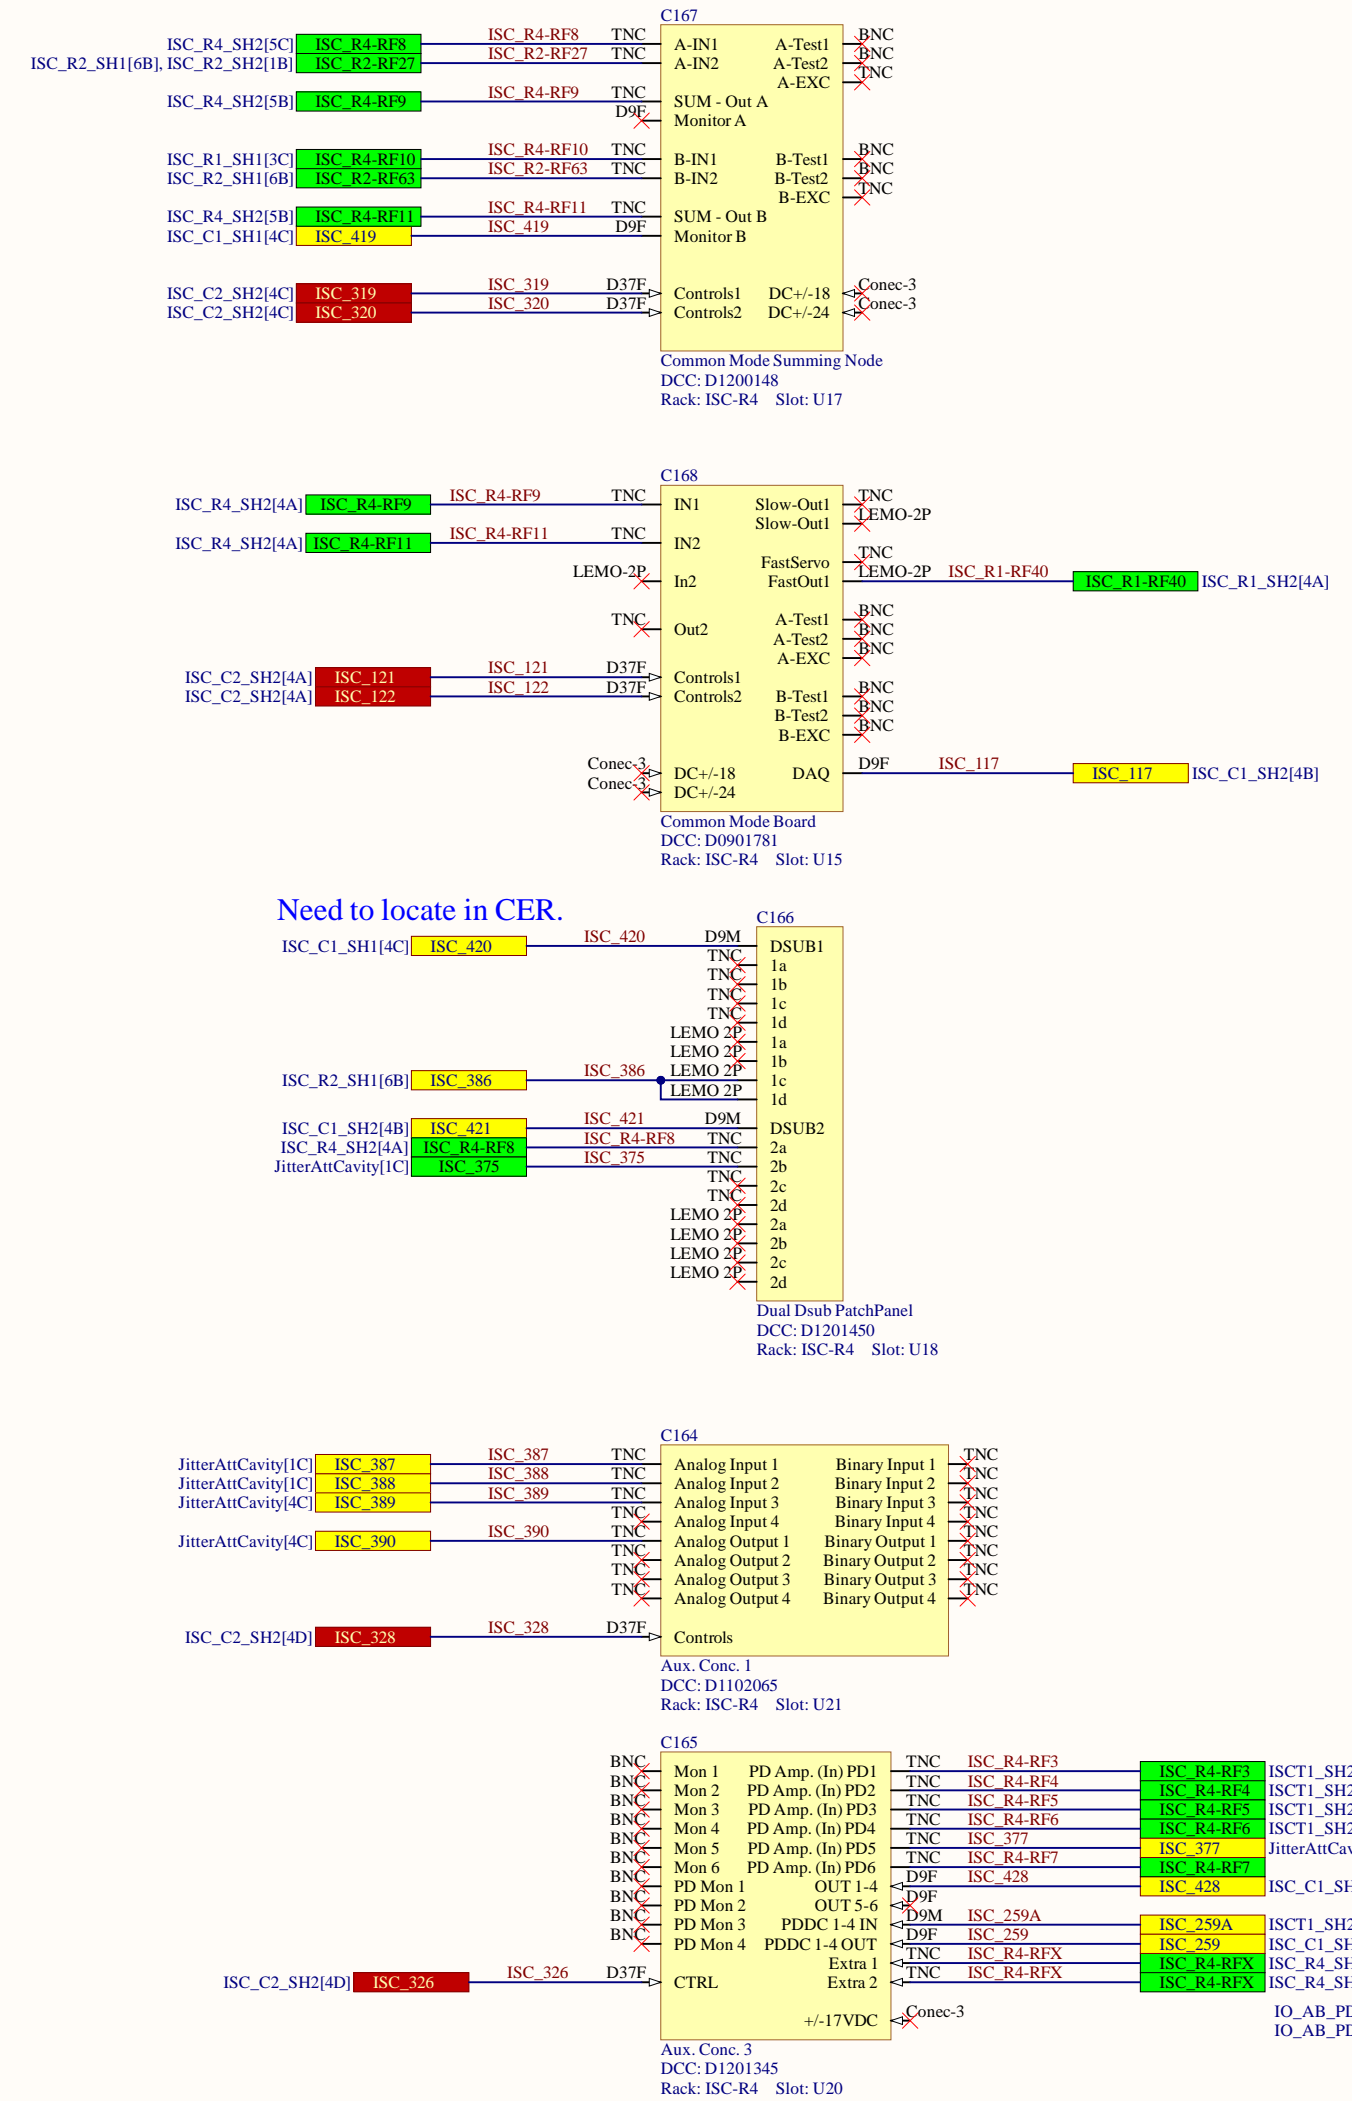 C167
ISC_R4_SH2[5C] ISC_R4-RF8 ISC_R4-RF8 TNC A-IN1 A-Test1 BNC
ISC_R2_SH1[6B], ISC_R2_SH2[1B] ISC_R2-RF27 ISC_R2-RF27 TNC A-IN2 A-Test2 BNC
A-EXC TNC
ISC_R4_SH2[5B] ISC_R4-RF9 ISC_R4-RF9 TNC SUM - Out A
D9F Monitor A
ISC_R1_SH1[3C] ISC_R4-RF10 ISC_R4-RF10 TNC B-IN1 B-Test1 BNC
ISC_R2_SH1[6B] ISC_R2-RF63 ISC_R2-RF63 TNC B-IN2 B-Test2 BNC
B-EXC TNC
ISC_R4_SH2[5B] ISC_R4-RF11 ISC_R4-RF11 TNC SUM - Out B
ISC_C1_SH1[4C] ISC_419 ISC_419 D9F Monitor B
ISC_C2_SH2[4C] ISC_319 ISC_319 D37F Controls1 DC+/-18 Conec-3
ISC_C2_SH2[4C] ISC_320 ISC_320 D37F Controls2 DC+/-24 Conec-3
Common Mode Summing Node
DCC: D1200148
Rack: ISC-R4 Slot: U17
C168
ISC_R4_SH2[4A] ISC_R4-RF9 ISC_R4-RF9 TNC IN1 Slow-Out1 TNC
Slow-Out1 LEMO-2P
ISC_R4_SH2[4A] ISC_R4-RF11 ISC_R4-RF11 TNC IN2
FastServo TNC
LEMO-2P In2 FastOut1 LEMO-2P ISC_R1-RF40 ISC_R1-RF40 ISC_R1_SH2[4A]
A-Test1 BNC
TNC Out2
A-Test2 BNC
A-EXC BNC
ISC_C2_SH2[4A] ISC_121 ISC_121 D37F Controls1
ISC_C2_SH2[4A] ISC_122 ISC_122 D37F Controls2 B-Test1 BNC
B-Test2 BNC
B-EXC BNC
Conec-3 DC+/-18 DAQ D9F ISC_117 ISC_117 ISC_C1_SH2[4B]
Conec-3 DC+/-24
Common Mode Board
DCC: D0901781
Rack: ISC-R4 Slot: U15
Need to locate in CER.
C166
ISC_C1_SH1[4C] ISC_420 ISC_420 D9M DSUB1
TNC 1a
TNC 1b
TNC 1c
TNC 1d
LEMO 2P 1a
LEMO 2P 1b
ISC_R2_SH1[6B] ISC_386 ISC_386 LEMO 2P 1c
LEMO 2P 1d
ISC_C1_SH2[4B] ISC_421 ISC_421 D9M DSUB2
ISC_R4_SH2[4A] ISC_R4-RF8 ISC_R4-RF8 TNC 2a
JitterAttCavity[1C] ISC_375 ISC_375 TNC 2b
TNC 2c
TNC 2d
LEMO 2P 2a
LEMO 2P 2b
LEMO 2P 2c
LEMO 2P 2d
Dual Dsub PatchPanel
DCC: D1201450
Rack: ISC-R4 Slot: U18
C164
JitterAttCavity[1C] ISC_387 ISC_387 TNC Analog Input 1 Binary Input 1 TNC
JitterAttCavity[1C] ISC_388 ISC_388 TNC Analog Input 2 Binary Input 2 TNC
JitterAttCavity[4C] ISC_389 ISC_389 TNC Analog Input 3 Binary Input 3 TNC
TNC Analog Input 4 Binary Input 4 TNC
JitterAttCavity[4C] ISC_390 ISC_390 TNC Analog Output 1 Binary Output 1 TNC
TNC Analog Output 2 Binary Output 2 TNC
TNC Analog Output 3 Binary Output 3 TNC
TNC Analog Output 4 Binary Output 4 TNC
ISC_C2_SH2[4D] ISC_328 ISC_328 D37F Controls
Aux. Conc. 1
DCC: D1102065
Rack: ISC-R4 Slot: U21
C165
BNC Mon 1 PD Amp. (In) PD1 TNC ISC_R4-RF3 ISC_R4-RF3 ISCT1_SH2
BNC Mon 2 PD Amp. (In) PD2 TNC ISC_R4-RF4 ISC_R4-RF4 ISCT1_SH2
BNC Mon 3 PD Amp. (In) PD3 TNC ISC_R4-RF5 ISC_R4-RF5 ISCT1_SH2
BNC Mon 4 PD Amp. (In) PD4 TNC ISC_R4-RF6 ISC_R4-RF6 ISCT1_SH2
BNC Mon 5 PD Amp. (In) PD5 TNC ISC_377 ISC_377 JitterAttCav
BNC Mon 6 PD Amp. (In) PD6 TNC ISC_R4-RF7 ISC_R4-RF7
BNC PD Mon 1 OUT 1-4 D9F ISC_428 ISC_428 ISC_C1_SH
BNC PD Mon 2 OUT 5-6 D9F
BNC PD Mon 3 PDDC 1-4 IN D9M ISC_259A ISC_259A ISCT1_SH2
BNC PD Mon 4 PDDC 1-4 OUT D9F ISC_259 ISC_259 ISC_C1_SH
Extra 1 TNC ISC_R4-RFX ISC_R4-RFX ISC_R4_SH
ISC_C2_SH2[4D] ISC_326 ISC_326 D37F CTRL Extra 2 TNC ISC_R4-RFX ISC_R4-RFX ISC_R4_SH
IO_AB_PD
+/-17VDC Conec-3
IO_AB_PD
Aux. Conc. 3
DCC: D1201345
Rack: ISC-R4 Slot: U20